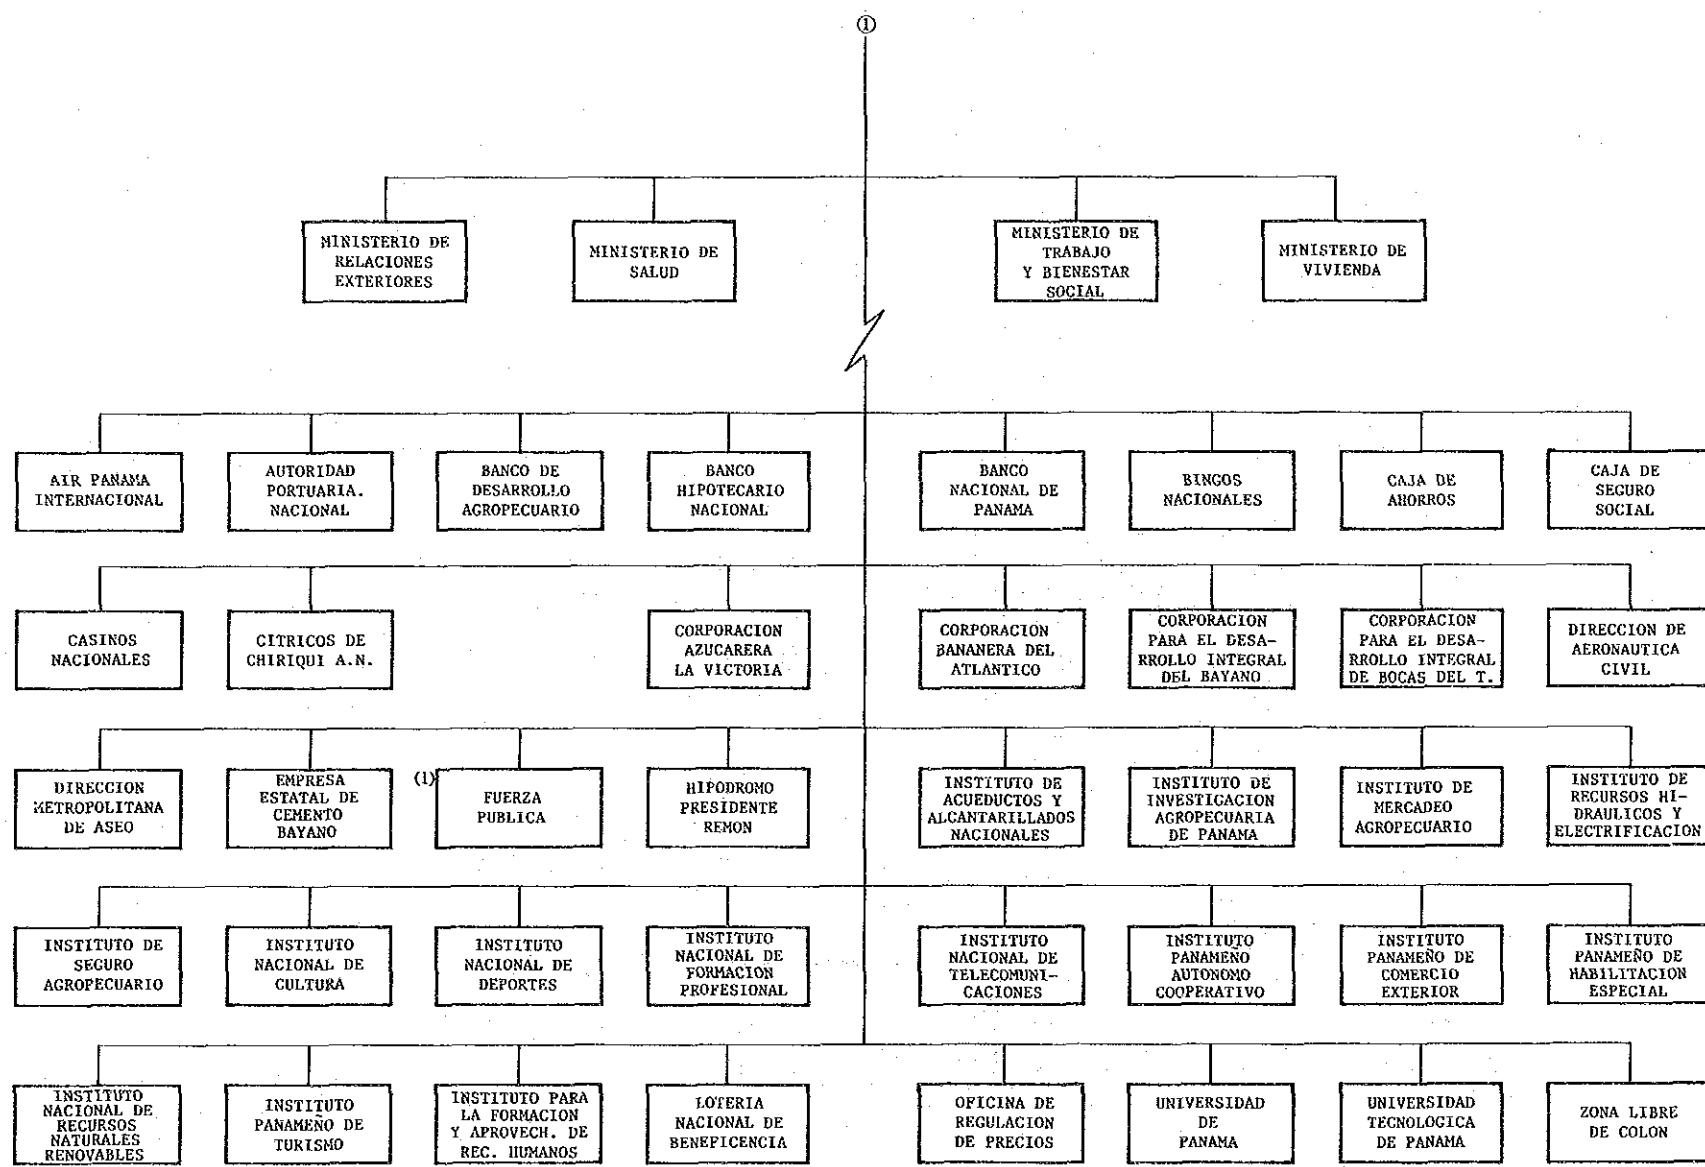 ①
MINISTERIO DE
RELACIONES
EXTERIORES
MINISTERIO DE
SALUD
MINISTERIO DE
TRABAJO
Y BIENESTAR
SOCIAL
MINISTERIO DE
VIVIENDA
AIR PANAMA
INTERNACIONAL
AUTORIDAD
PORTUARIA.
NACIONAL
BANCO DE
DESARROLLO
AGROPECUARIO
BANCO
HIPOTECARIO
NACIONAL
BANCO
NACIONAL DE
PANAMA
BINGOS
NACIONALES
CAJA DE
AHORROS
CAJA DE
SEGURO
SOCIAL
CASINOS
NACIONALES
CITRICOS DE
CHIRIQUI A.N.
CORPORACION
AZUCARERA
LA VICTORIA
CORPORACION
BANANERA DEL
ATLANTICO
CORPORACION
PARA EL DESA-
RROLLO INTEGRAL
DEL BAYANO
CORPORACION
PARA EL DESA-
RROLLO INTEGRAL
DE BOCAS DEL T.
DIRECCION DE
AERONAUTICA
CIVIL
DIRECCION
METROPOLITANA
DE ASEO
EMPRESA
ESTATAL DE
CEMENTO
BAYANO
(1)
FUERZA
PUBLICA
HIPODROMO
PRESIDENTE
REMON
INSTITUTO DE
ACUEDUCTOS Y
ALCANTARILLADOS
NACIONALES
INSTITUTO DE
INVESTIGACION
AGROPECUARIA
DE PANAMA
INSTITUTO DE
MERCADEO
AGROPECUARIO
INSTITUTO DE
RECURSOS HI-
DRAULICOS Y
ELECTRIFICACION
INSTITUTO DE
SEGURO
AGROPECUARIO
INSTITUTO
NACIONAL DE
CULTURA
INSTITUTO
NACIONAL DE
DEPORTES
INSTITUTO
NACIONAL DE
FORMACION
PROFESIONAL
INSTITUTO
NACIONAL DE
TELECOMUNI-
CACIONES
INSTITUTO
PANAMEÑO
AUTONOMO
COOPERATIVO
INSTITUTO
PANAMEÑO DE
COMERCIO
EXTERIOR
INSTITUTO
PANAMEÑO DE
HABILITACION
ESPECIAL
INSTITUTO
NACIONAL DE
RECURSOS
NATURALES
RENOVABLES
INSTITUTO
PANAMEÑO DE
TURISMO
INSTITUTO PARA
LA FORMACION
Y APROVECH. DE
REC. HUMANOS
LOTERIA
NACIONAL DE
BENEFICENCIA
OFICINA DE
REGULACION
DE PRECIOS
UNIVERSIDAD
DE
PANAMA
UNIVERSIDAD
TECNOLOGICA
DE PANAMA
ZONA LIBRE
DE COLON